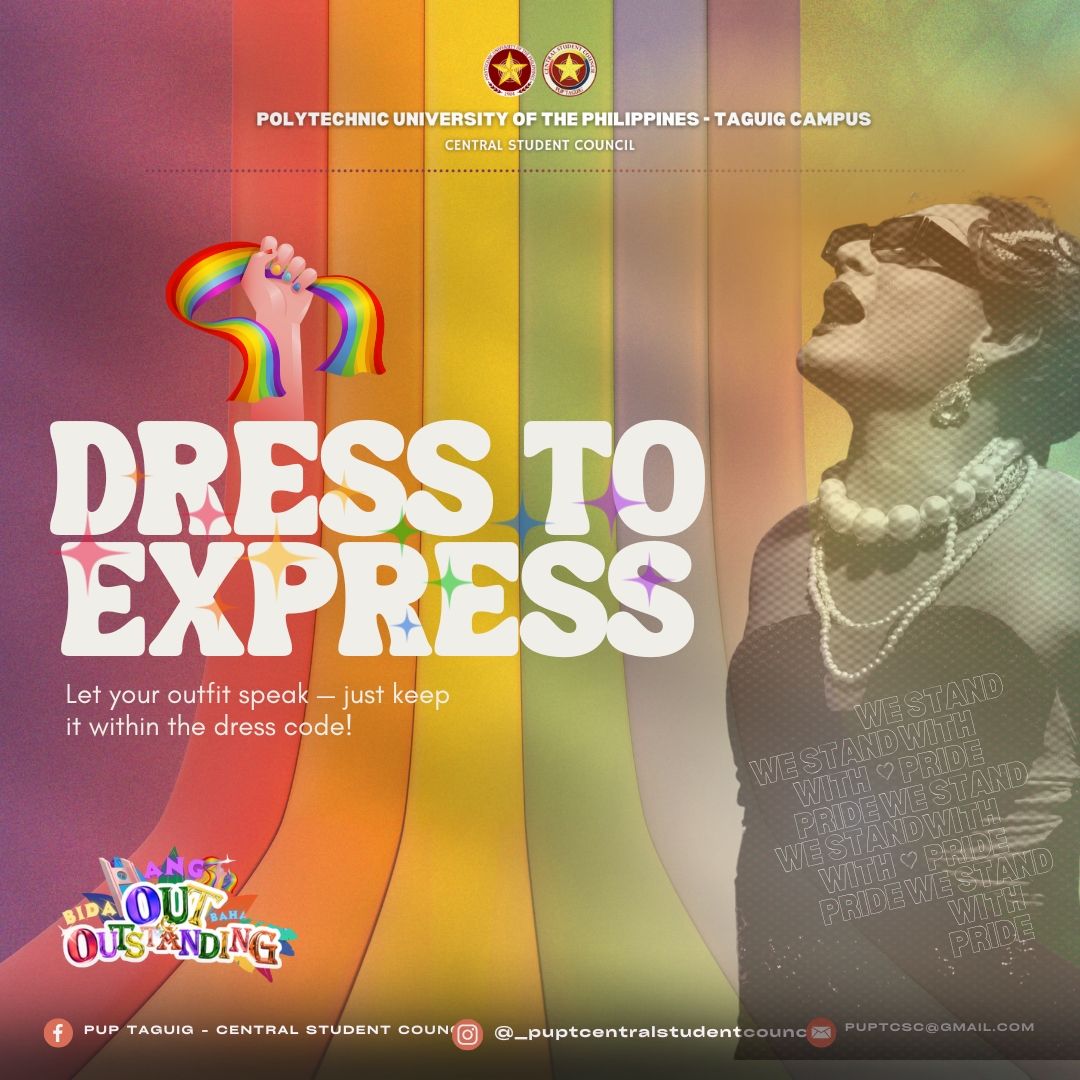 POLYTECHNIC UNIVERSITY OF THE PHILIPPINES - TAGUIG CAMPUS
CENTRAL STUDENT COUNCIL
DRESS TO
EXPRESS
Let your outfit speak — just keep
it within the dress code!
WE STAND
WE STAND WITH
WITH ♡ PRIDE
PRIDE WE STAND
WE STAND WITH
WITH ♡ PRIDE
PRIDE WE STAND
WITH
PRIDE
ANG
BIDA OUT BAHA
& OUTSTANDING
PUP TAGUIG - CENTRAL STUDENT COUNC
@_puptcentralstudentcounc
PUPTCSC@GMAIL.COM